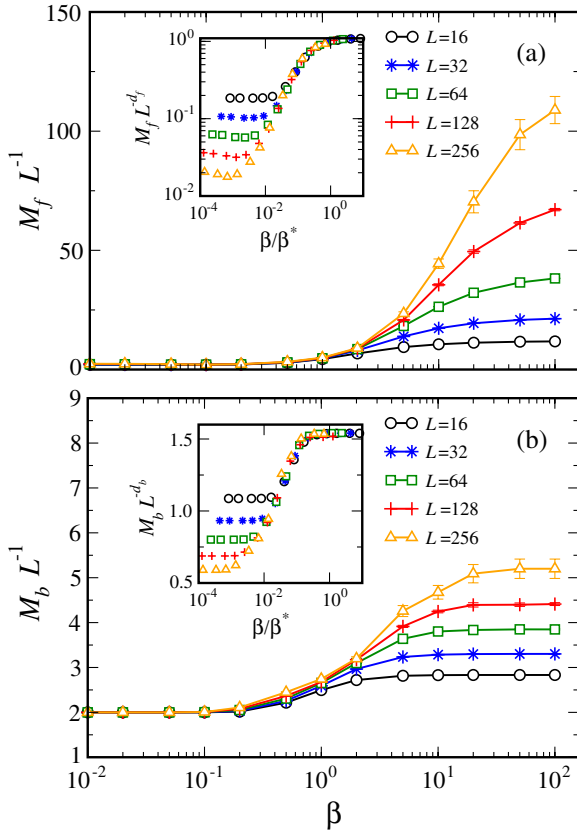 150
100
50
0
M_f L^{-1}
(a)
L=16
L=32
L=64
L=128
L=256
10^0
10^{-1}
10^{-2}
M_f L^{-d_f}
10^{-4} 10^{-2} 10^0
β/β^*
9
8
7
6
5
4
3
2
1
M_b L^{-1}
(b)
L=16
L=32
L=64
L=128
L=256
1.5
1.0
0.5
M_b L^{-d_b}
10^{-4} 10^{-2} 10^0
β/β^*
10^{-2} 10^{-1} 10^0 10^1 10^2
β